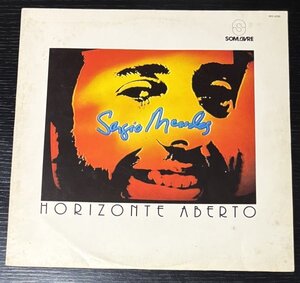 SOM LIVRE
Sergio Mendes
HORIZONTE ABERTO